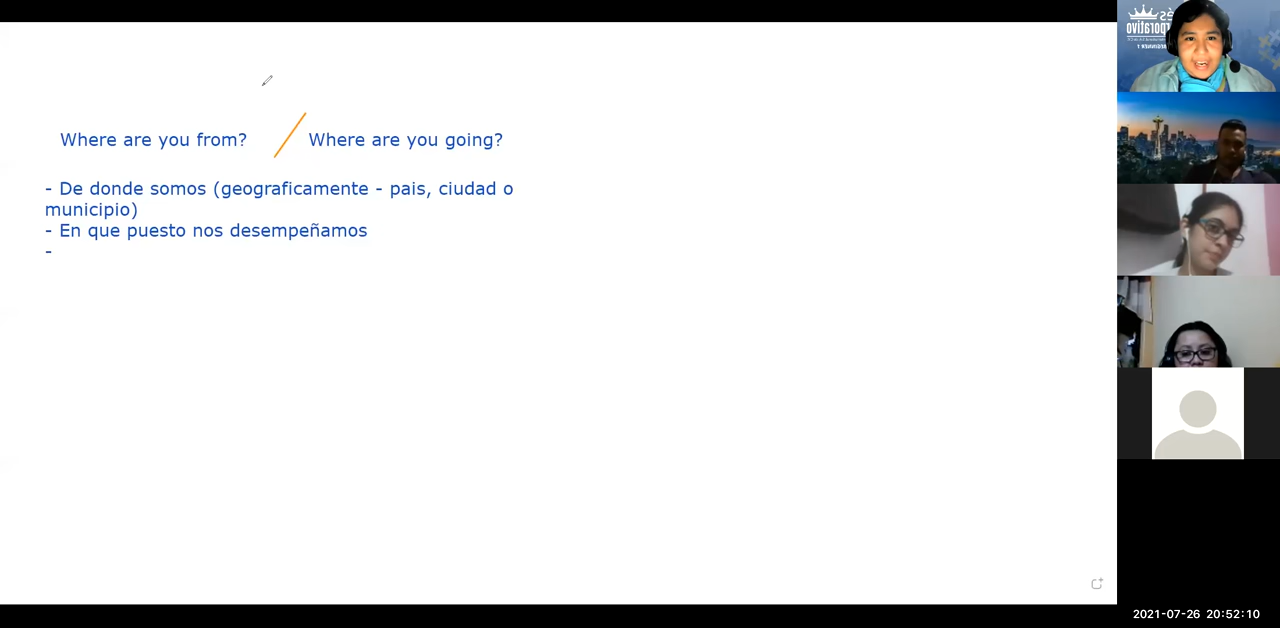 Where are you from? / Where are you going?
- De donde somos (geograficamente - pais, ciudad o
municipio)
- En que puesto nos desempeñamos
-
2021-07-26 20:52:10